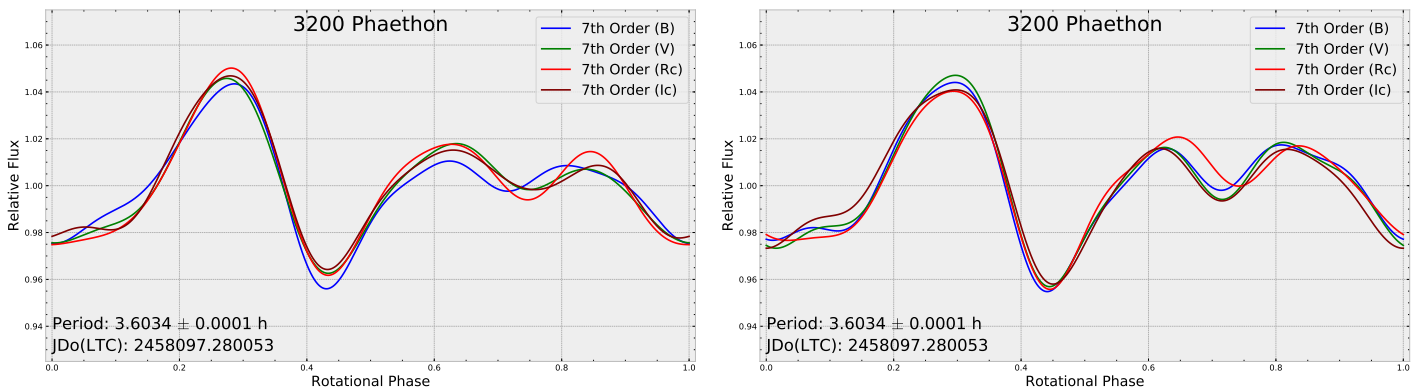 3200 Phaethon
7th Order (B)
7th Order (V)
7th Order (Rc)
7th Order (Ic)
1.06
1.04
1.02
1.00
0.98
0.96
0.94
Relative Flux
Period: 3.6034 ± 0.0001 h
JDo(LTC): 2458097.280053
0.0 0.2 0.4 0.6 0.8 1.0
Rotational Phase
3200 Phaethon
7th Order (B)
7th Order (V)
7th Order (Rc)
7th Order (Ic)
1.06
1.04
1.02
1.00
0.98
0.96
0.94
Relative Flux
Period: 3.6034 ± 0.0001 h
JDo(LTC): 2458097.280053
0.0 0.2 0.4 0.6 0.8 1.0
Rotational Phase